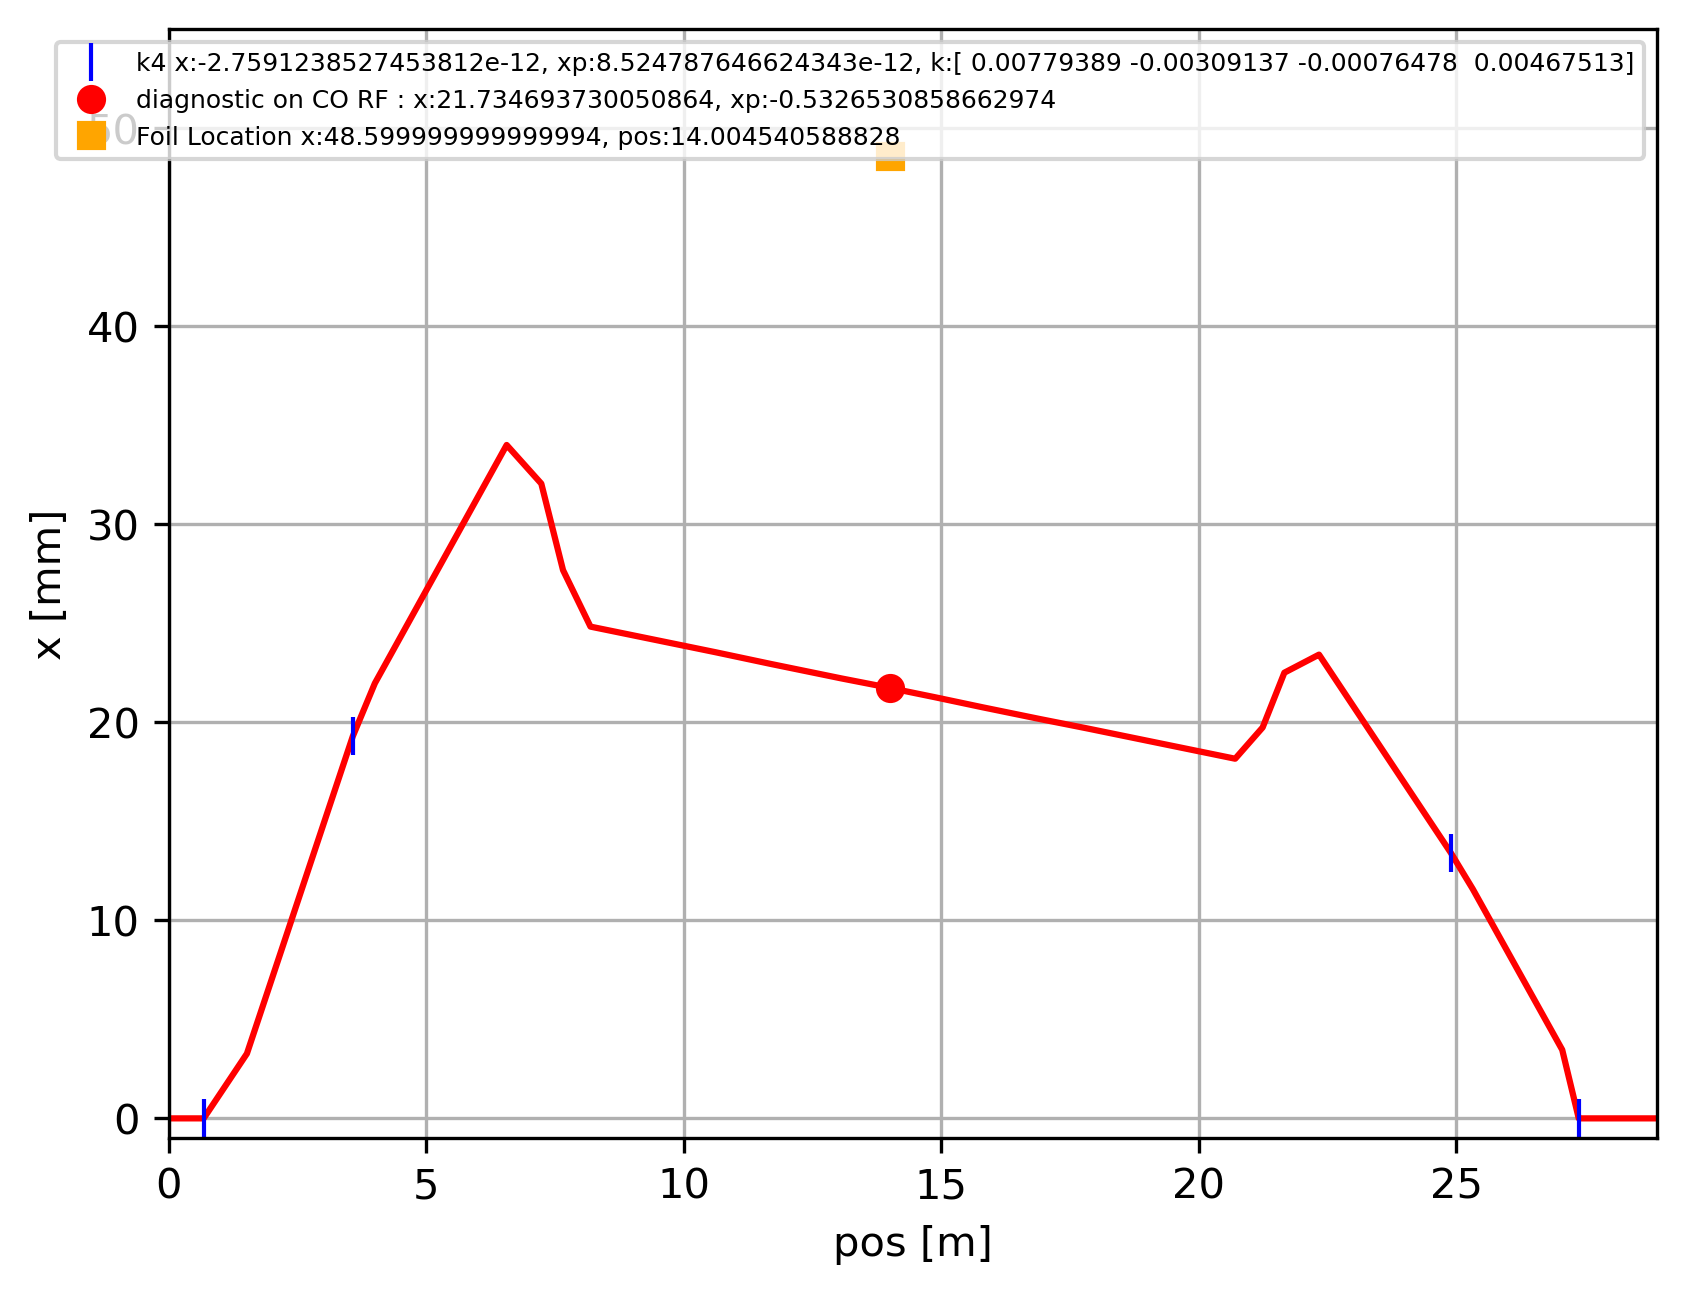 k4 x:-2.7591238527453812e-12, xp:8.524787646624343e-12, k:[ 0.00779389 -0.00309137 -0.00076478  0.00467513]
diagnostic on CO RF : x:21.734693730050864, xp:-0.5326530858662974
Foil Location x:48.599999999999994, pos:14.004540588828
50
40
30
20
10
0
x [mm]
0 5 10 15 20 25
pos [m]